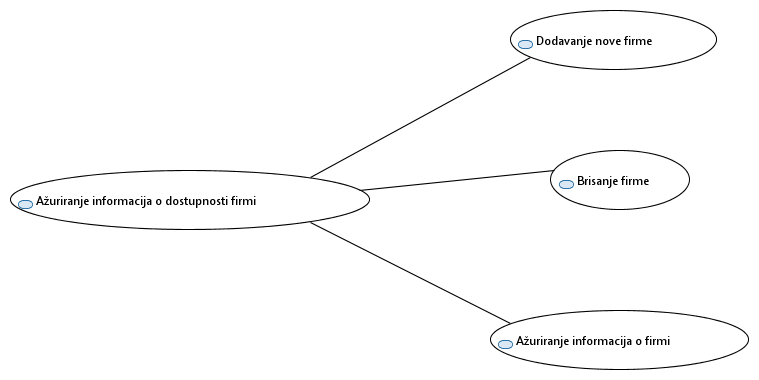 Dodavanje nove firme
Brisanje firme
Ažuriranje informacija o dostupnosti firmi
Ažuriranje informacija o firmi